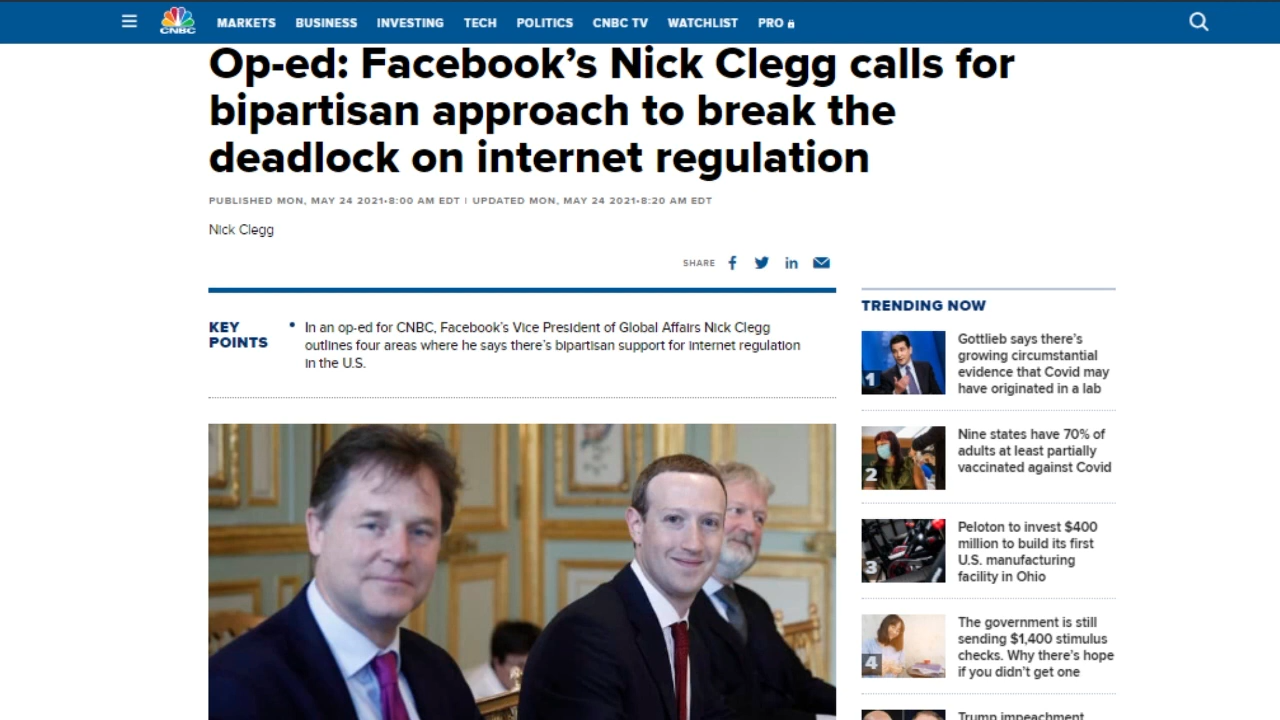 CNBC
MARKETS BUSINESS INVESTING TECH POLITICS CNBC TV WATCHLIST PRO
Op-ed: Facebook’s Nick Clegg calls for
bipartisan approach to break the
deadlock on internet regulation
PUBLISHED MON, MAY 24 2021•8:00 AM EDT | UPDATED MON, MAY 24 2021•8:20 AM EDT
Nick Clegg
SHARE
KEY
POINTS
• In an op-ed for CNBC, Facebook’s Vice President of Global Affairs Nick Clegg
outlines four areas where he says there’s bipartisan support for internet regulation
in the U.S.
TRENDING NOW
1
Gottlieb says there’s
growing circumstantial
evidence that Covid may
have originated in a lab
2
Nine states have 70% of
adults at least partially
vaccinated against Covid
3
Peloton to invest $400
million to build its first
U.S. manufacturing
facility in Ohio
4
The government is still
sending $1,400 stimulus
checks. Why there’s hope
if you didn’t get one
Trump impeachment